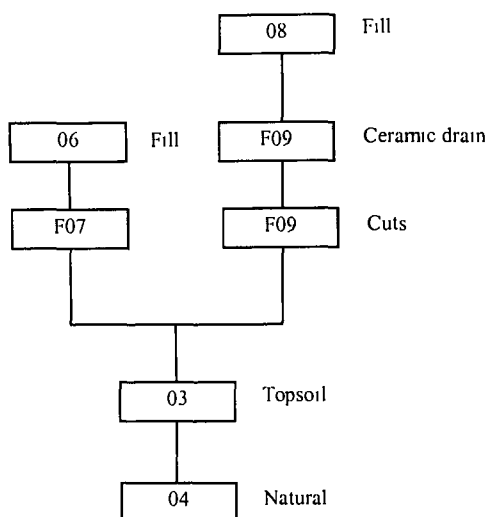 08 Fill
F09 Ceramic drain
06 Fill
F07 F09 Cuts
03 Topsoil
04 Natural